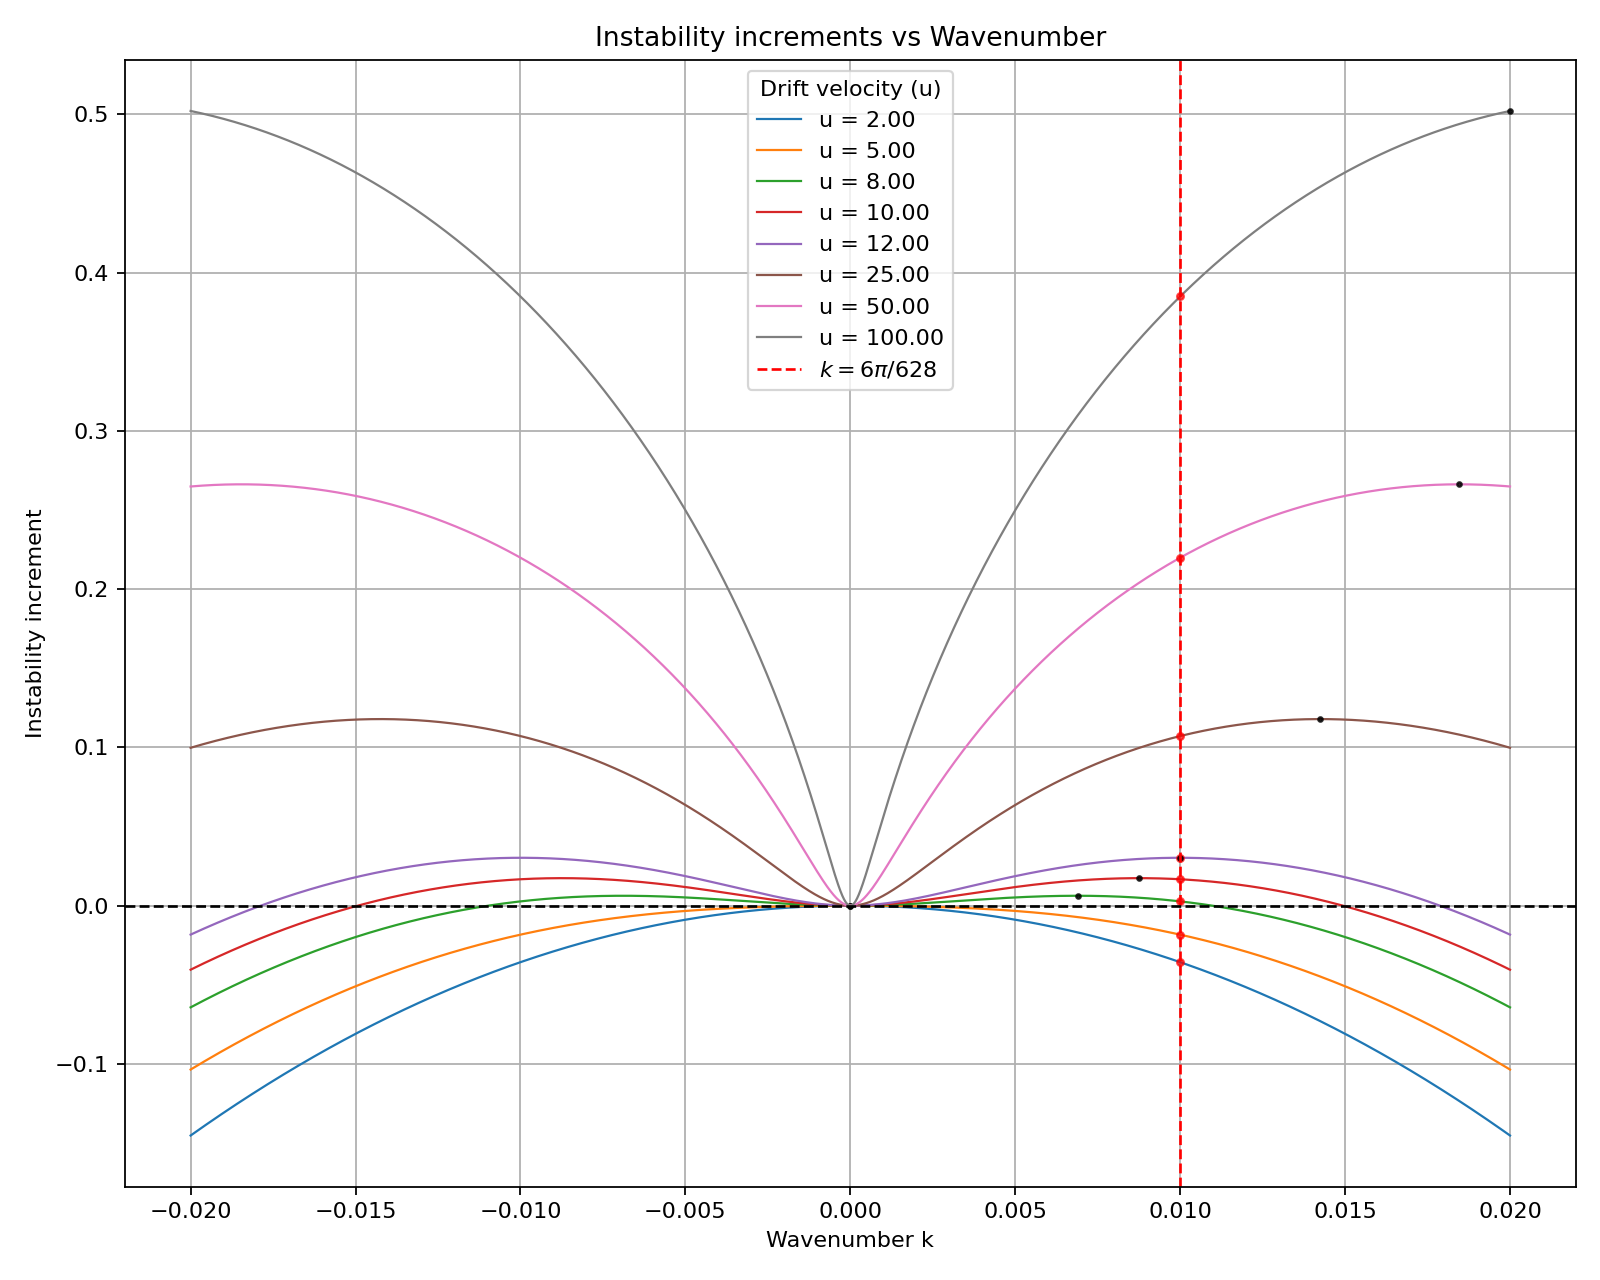 Instability increments vs Wavenumber
Drift velocity (u)
u = 2.00
u = 5.00
u = 8.00
u = 10.00
u = 12.00
u = 25.00
u = 50.00
u = 100.00
k = 6π/628
0.5
0.4
0.3
0.2
0.1
0.0
−0.1
Instability increment
−0.020 −0.015 −0.010 −0.005 0.000 0.005 0.010 0.015 0.020
Wavenumber k